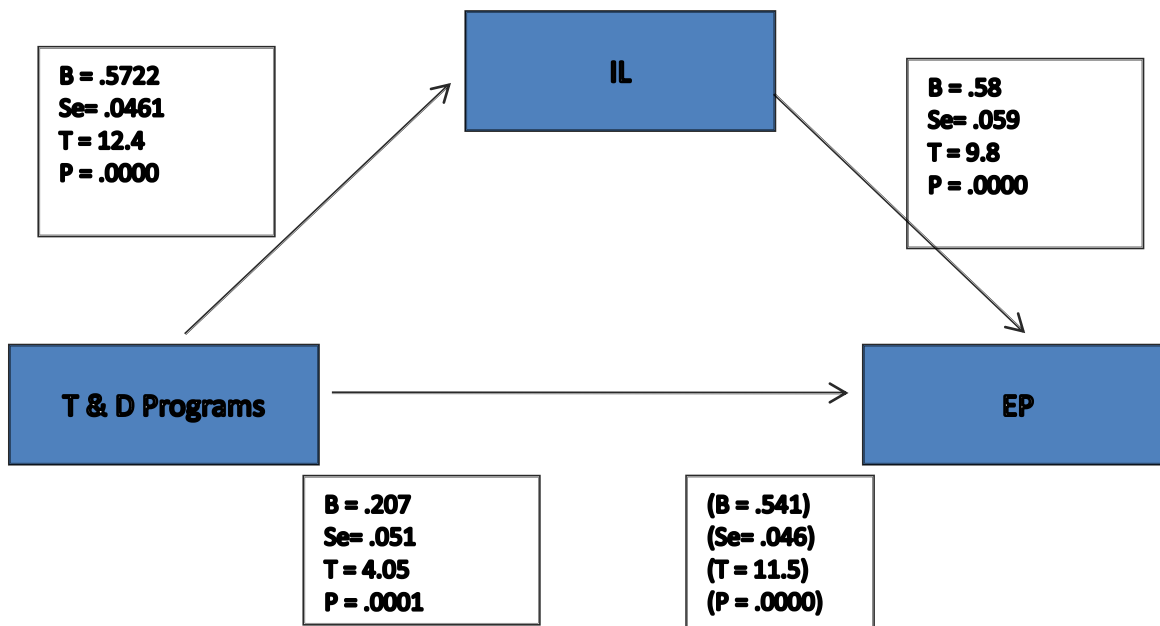 B = .5722
Se= .0461
T = 12.4
P = .0000
IL
B = .58
Se= .059
T = 9.8
P = .0000
T & D Programs
EP
B = .207
Se= .051
T = 4.05
P = .0001
(B = .541)
(Se= .046)
(T = 11.5)
(P = .0000)